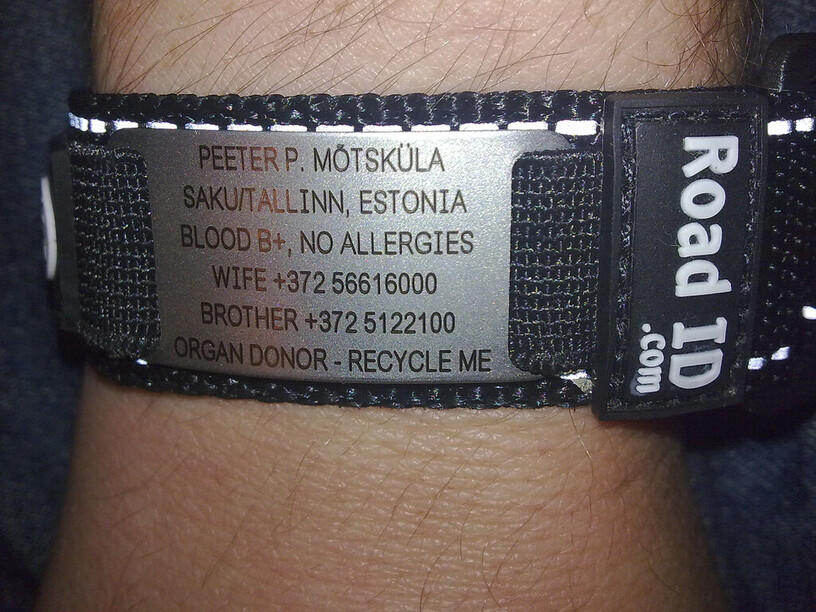 PEETER P. MÕTSKÜLA
SAKU/TALLINN, ESTONIA
BLOOD B+, NO ALLERGIES
WIFE +372 56616000
BROTHER +372 5122100
ORGAN DONOR - RECYCLE ME
Road ID
.com